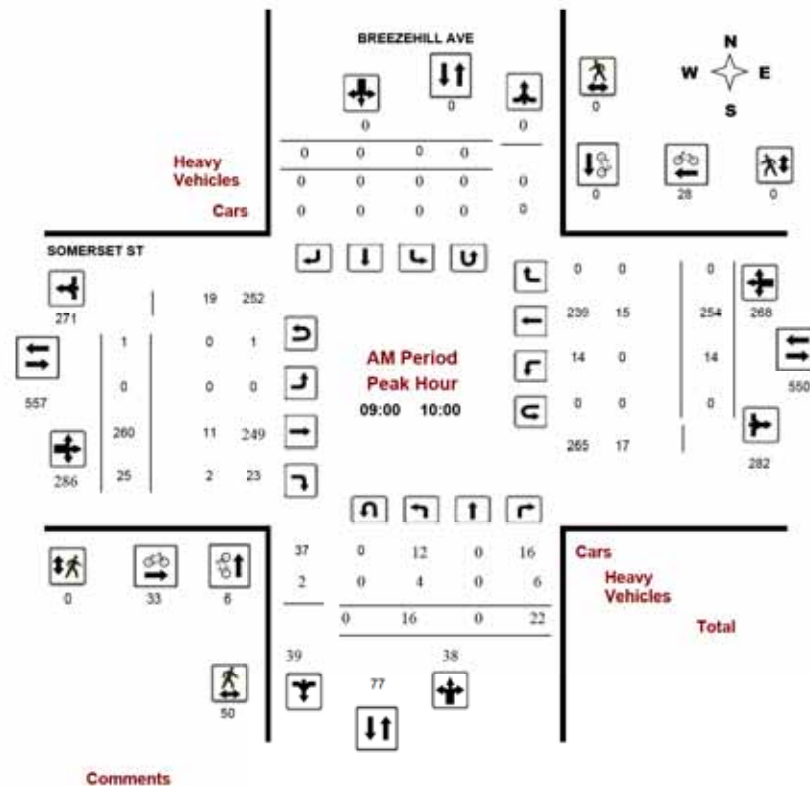 BREEZEHILL AVE
N
W E
S
0
0
0 0
0 0 0 0
Heavy
Vehicles
0 0 0 0 0
Cars
0 0 0 0 0
0 28 0
SOMERSET ST
0 0 0
19 252
271
239 15 254 268
1 0 1
AM Period
14 0 14
Peak Hour
0 0 0
550
557
09:00 10:00
0 0 0
260 11 249
265 17
282
286 25 2 23
37 0 12 0 16 Cars
2 0 4 0 6 Heavy
Vehicles
0 33 6
0 16 0 22 Total
39 38
77
50
Comments